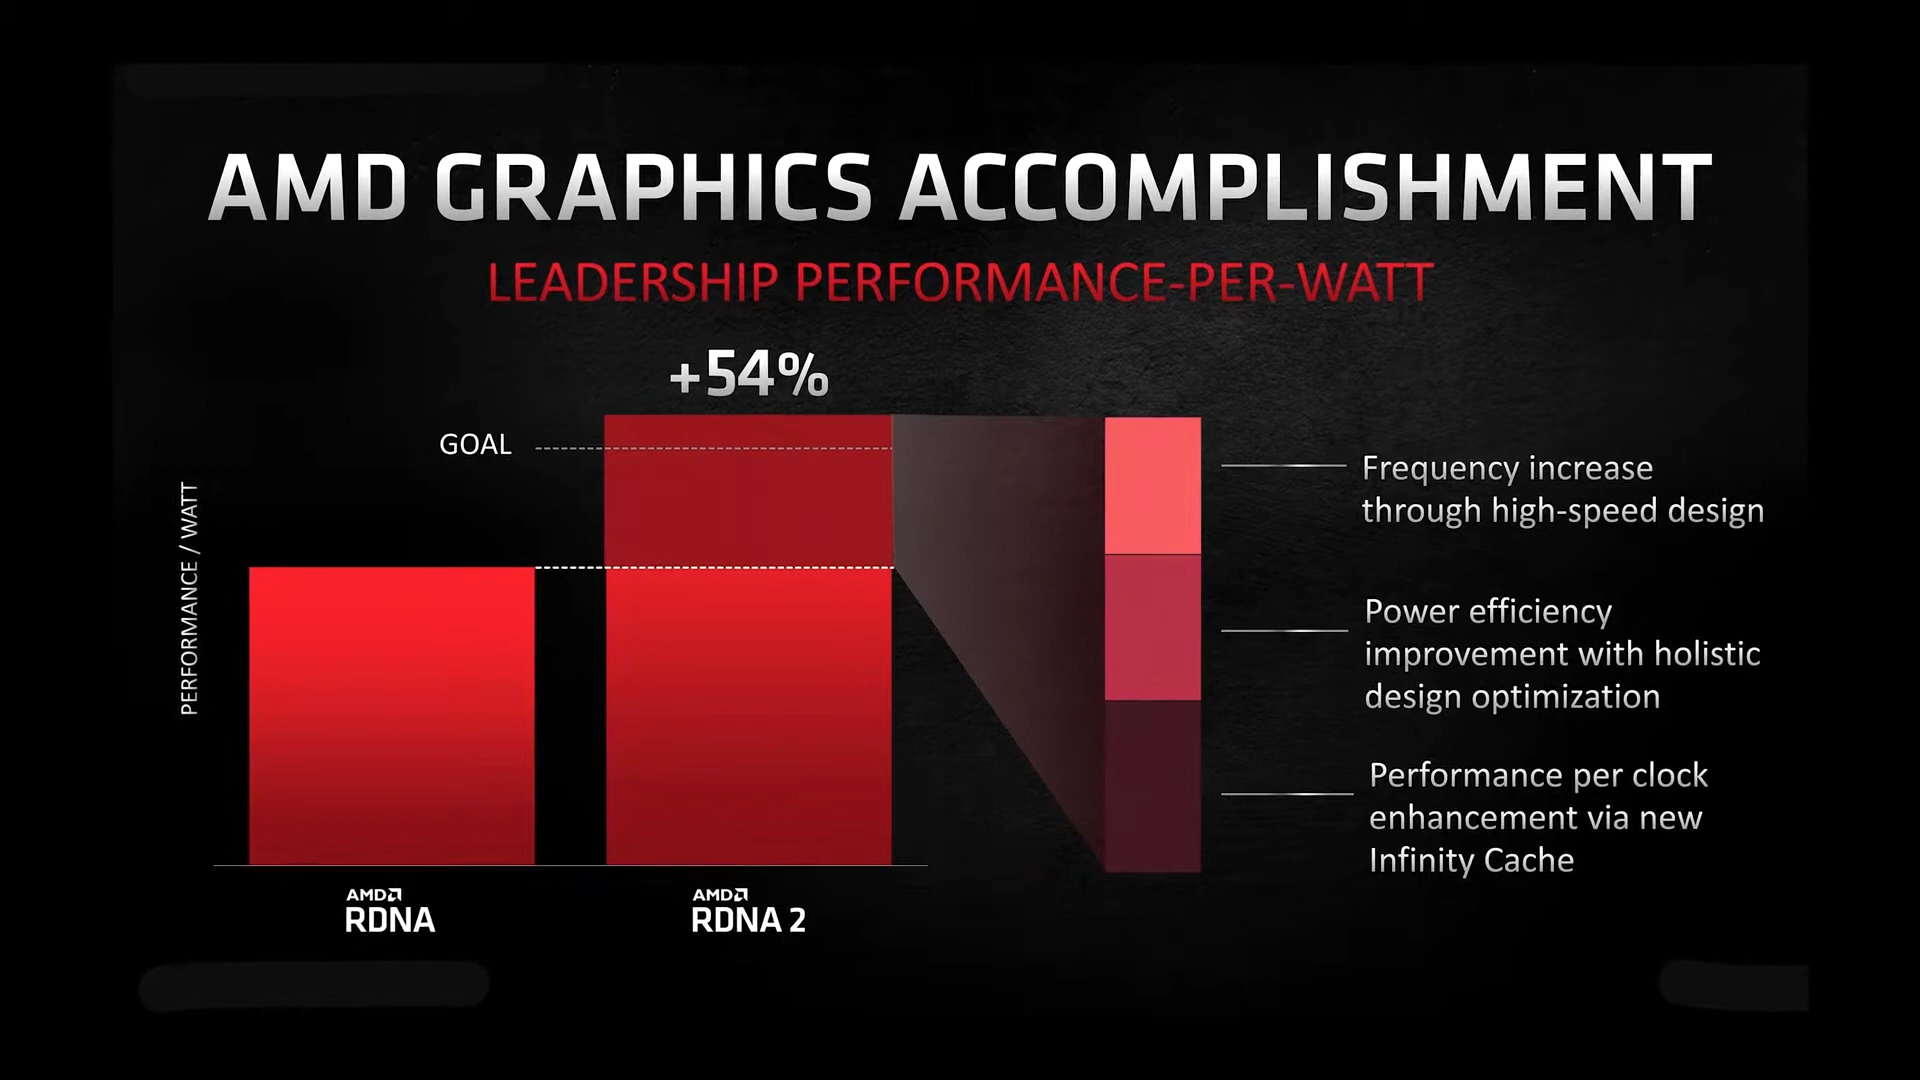 AMD GRAPHICS ACCOMPLISHMENT
LEADERSHIP PERFORMANCE-PER-WATT
+54%
GOAL
PERFORMANCE / WATT
Frequency increase
through high-speed design
Power efficiency
improvement with holistic
design optimization
Performance per clock
enhancement via new
Infinity Cache
AMD
RDNA
AMD
RDNA 2